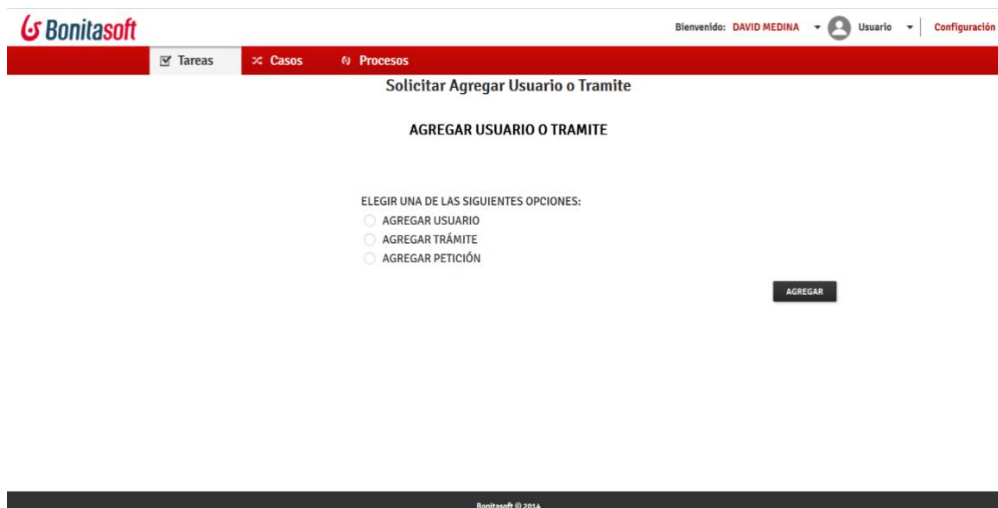 Bonitasoft
Bienvenido: DAVID MEDINA Usuario Configuración
Tareas Casos Procesos
Solicitar Agregar Usuario o Tramite
AGREGAR USUARIO O TRAMITE
ELEGIR UNA DE LAS SIGUIENTES OPCIONES:
AGREGAR USUARIO
AGREGAR TRÁMITE
AGREGAR PETICIÓN
AGREGAR
Bonitasoft © 2014